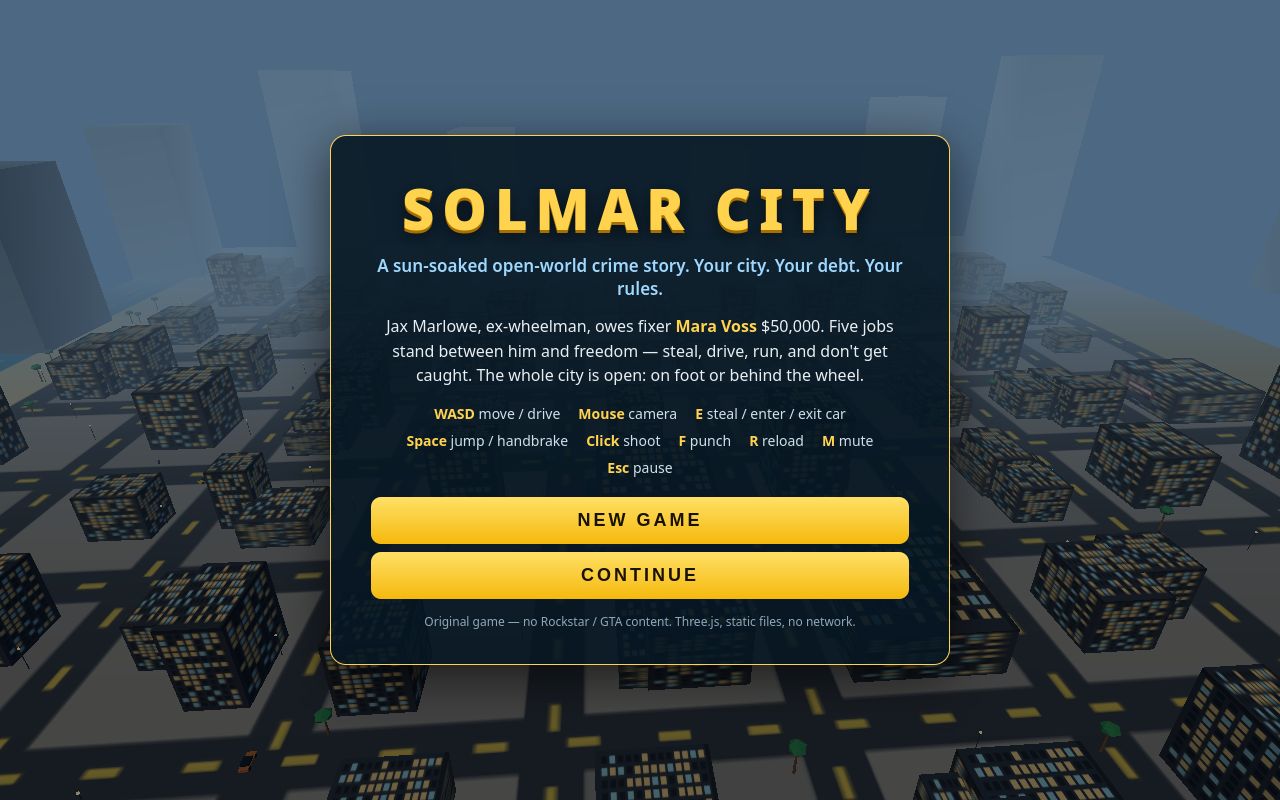 SOLMAR CITY
A sun-soaked open-world crime story. Your city. Your debt. Your
rules.
Jax Marlowe, ex-wheelman, owes fixer Mara Voss $50,000. Five jobs
stand between him and freedom — steal, drive, run, and don't get
caught. The whole city is open: on foot or behind the wheel.
WASD move / drive Mouse camera E steal / enter / exit car
Space jump / handbrake Click shoot F punch R reload M mute
Esc pause
NEW GAME
CONTINUE
Original game — no Rockstar / GTA content. Three.js, static files, no network.